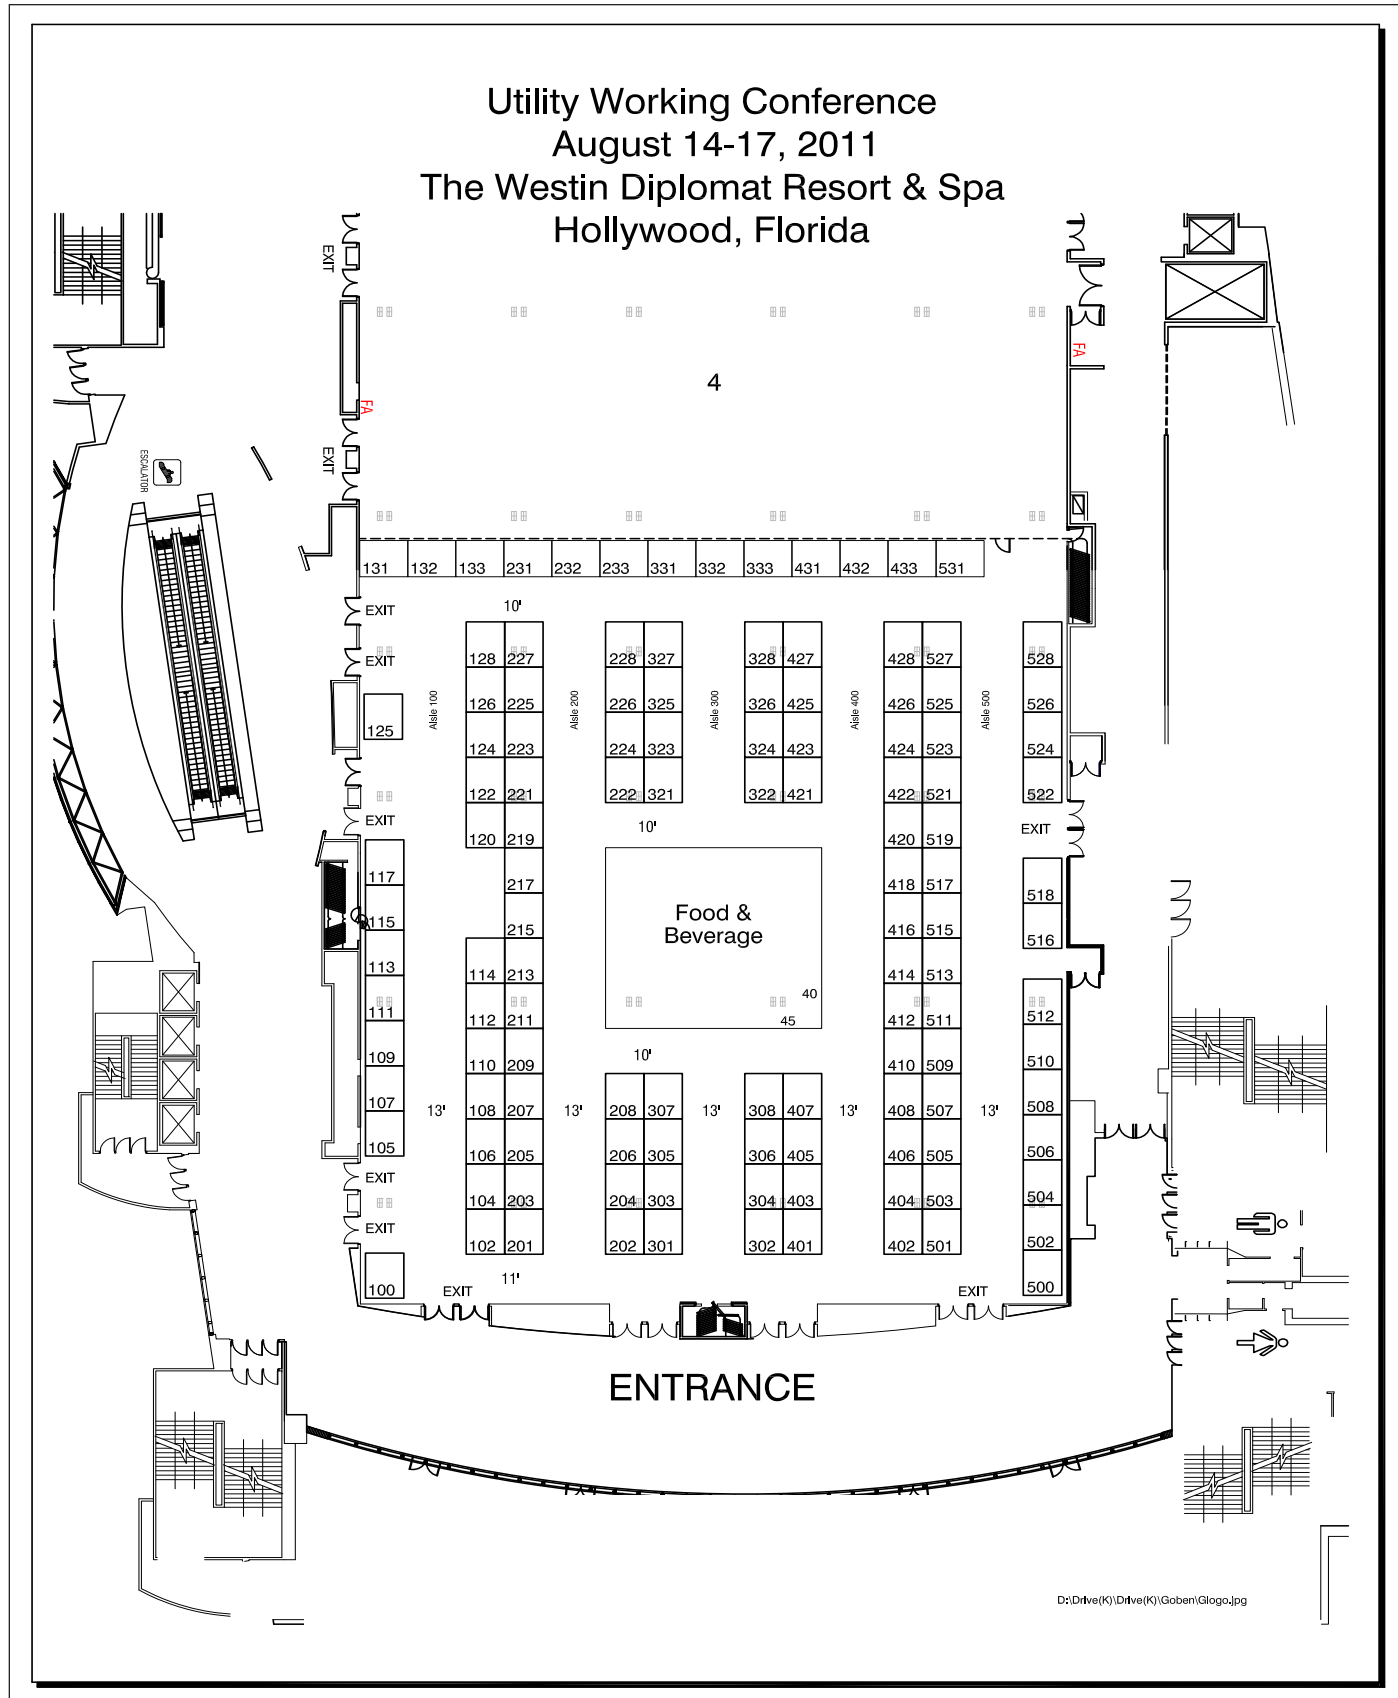 Utility Working Conference
August 14-17, 2011
The Westin Diplomat Resort & Spa
Hollywood, Florida
EXIT
FA
4
FA
EXIT
ESCALATOR
131 132 133 231 232 233 331 332 333 431 432 433 531
EXIT 10'
EXIT 128 227 228 327 328 427 428 527 528
Aisle 100 Aisle 200 Aisle 300 Aisle 400 Aisle 500
126 225 226 325 326 425 426 525 526
125
124 223 224 323 324 423 424 523 524
122 221 222 321 322 421 422 521 522
EXIT 10' EXIT
120 219 420 519
117 217 418 517 518
115 215 Food & 416 515 516
Beverage
113 114 213 414 513
40
111 112 211 45 412 511 512
109 110 209 10' 410 509 510
107 13' 108 207 13' 208 307 13' 308 407 13' 408 507 13' 508
105 106 205 206 305 306 405 406 505 506
EXIT
104 203 204 303 304 403 404 503 504
EXIT
102 201 202 301 302 401 402 501 502
100 11' 500
EXIT EXIT
ENTRANCE
D:\Drive(K)\Drive(K)\Goben\Glogo.jpg